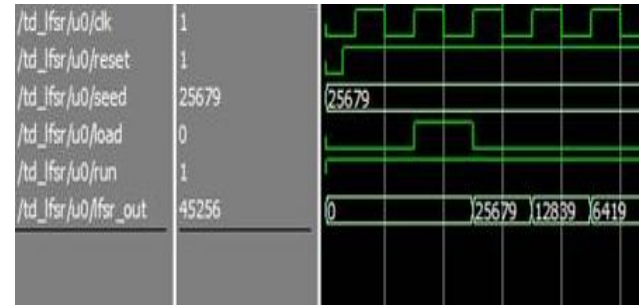 /td_lfsr/u0/clk 1
/td_lfsr/u0/reset 1
/td_lfsr/u0/seed 25679 25679
/td_lfsr/u0/load 0
/td_lfsr/u0/run 1
/td_lfsr/u0/lfsr_out 45256 0 25679 12839 6419